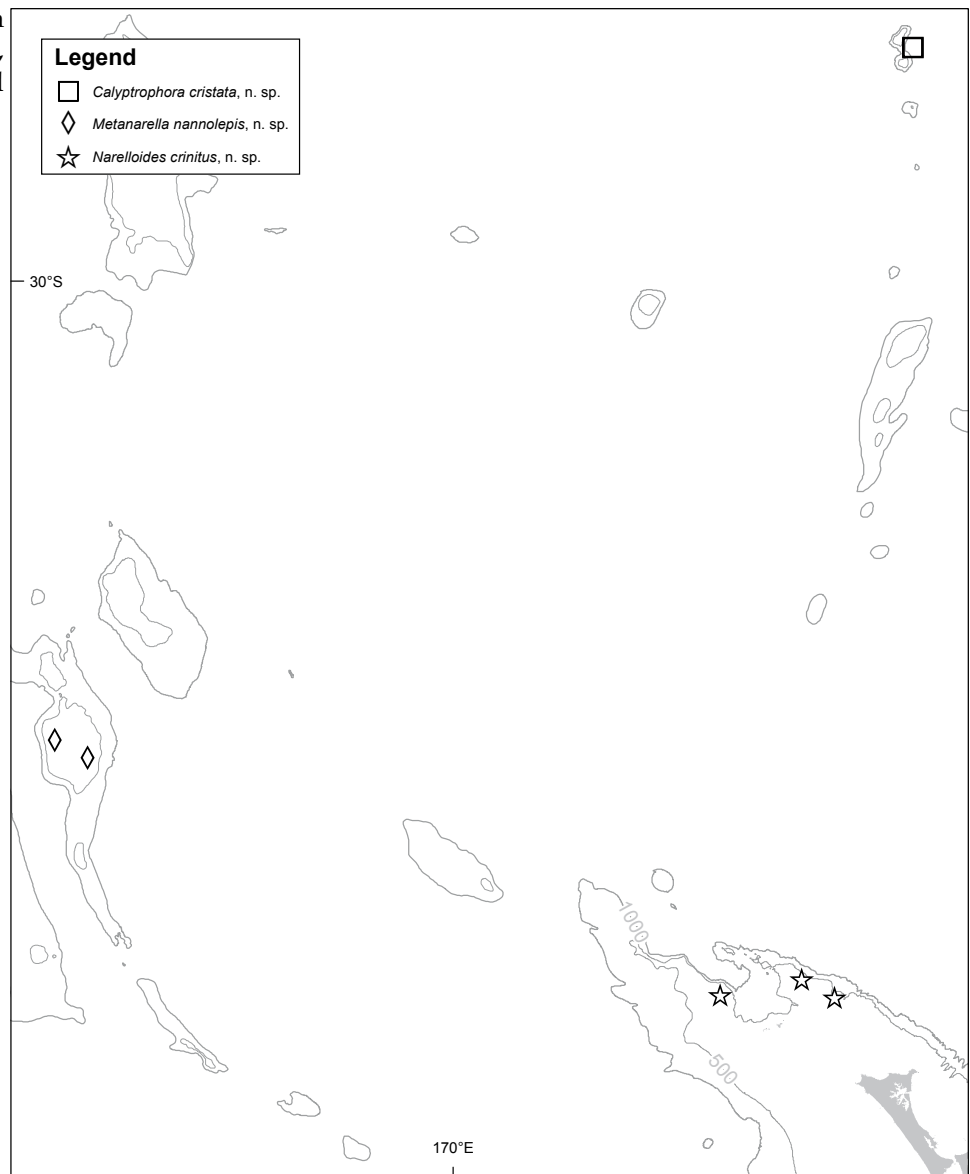 Legend
Calyptrophora cristata, n. sp.
Metanarella nannolepis, n. sp.
Narelloides crinitus, n. sp.
30°S
1000
500
170°E